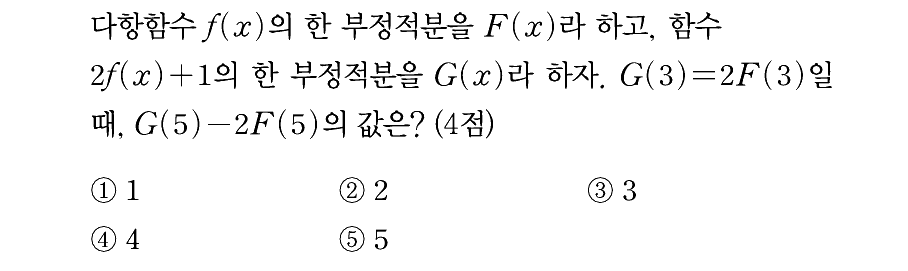 다항함수 f(x)의 한 부정적분을 F(x)라 하고, 함수
2f(x)+1의 한 부정적분을 G(x)라 하자. G(3)=2F(3)일
때, G(5)-2F(5)의 값은? (4점)
① 1 ② 2 ③ 3
④ 4 ⑤ 5